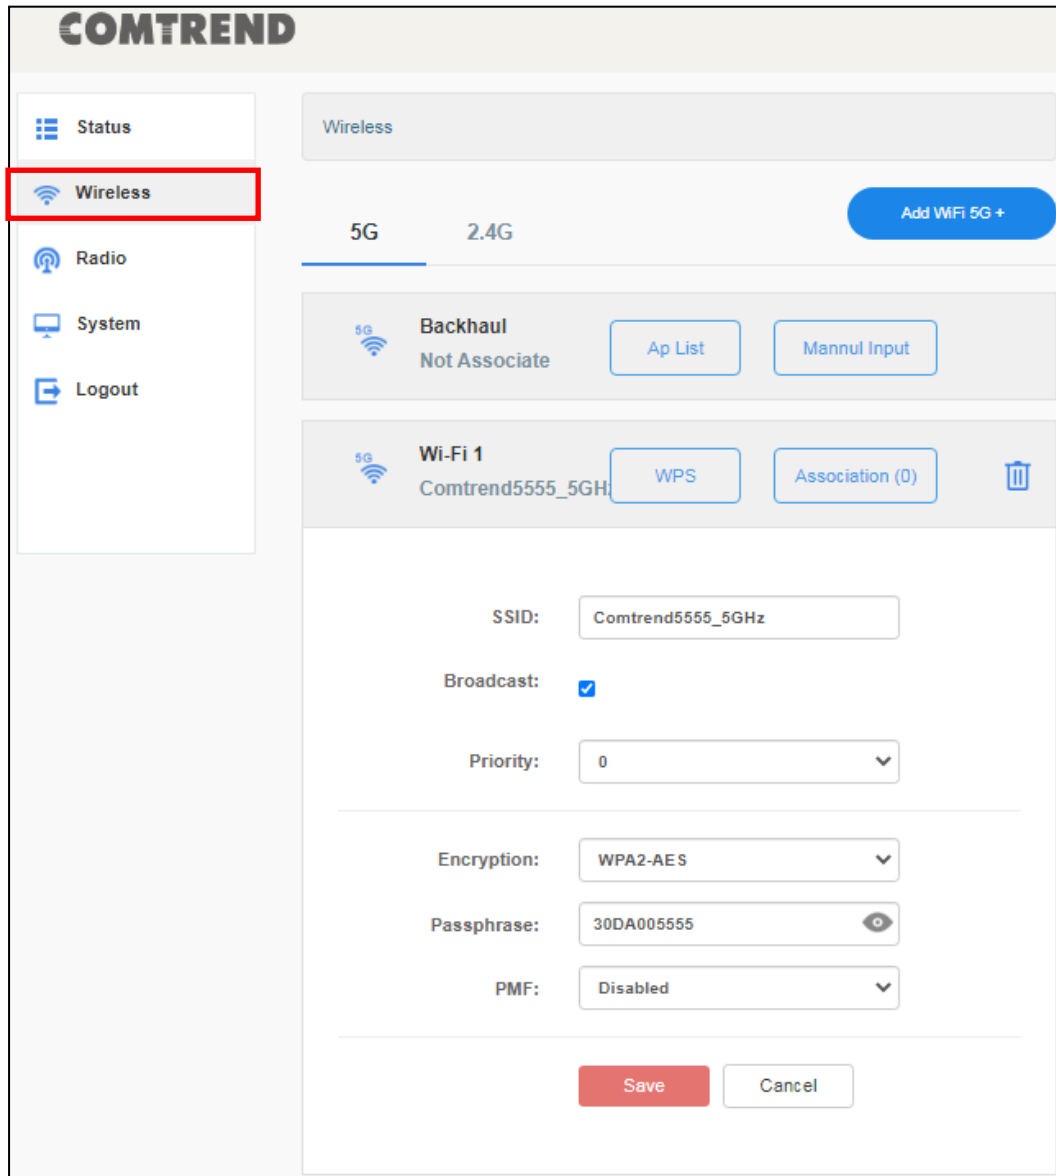 COMTREND
Status
Wireless
Radio
System
Logout
Wireless
5G
2.4G
Add WiFi 5G +
5G
Backhaul
Not Associate
Ap List
Mannul Input
5G
Wi-Fi 1
Comtrend5555_5GH
WPS
Association (0)
SSID:
Comtrend5555_5GHz
Broadcast:
Priority:
0
Encryption:
WPA2-AES
Passphrase:
30DA005555
PMF:
Disabled
Save
Cancel